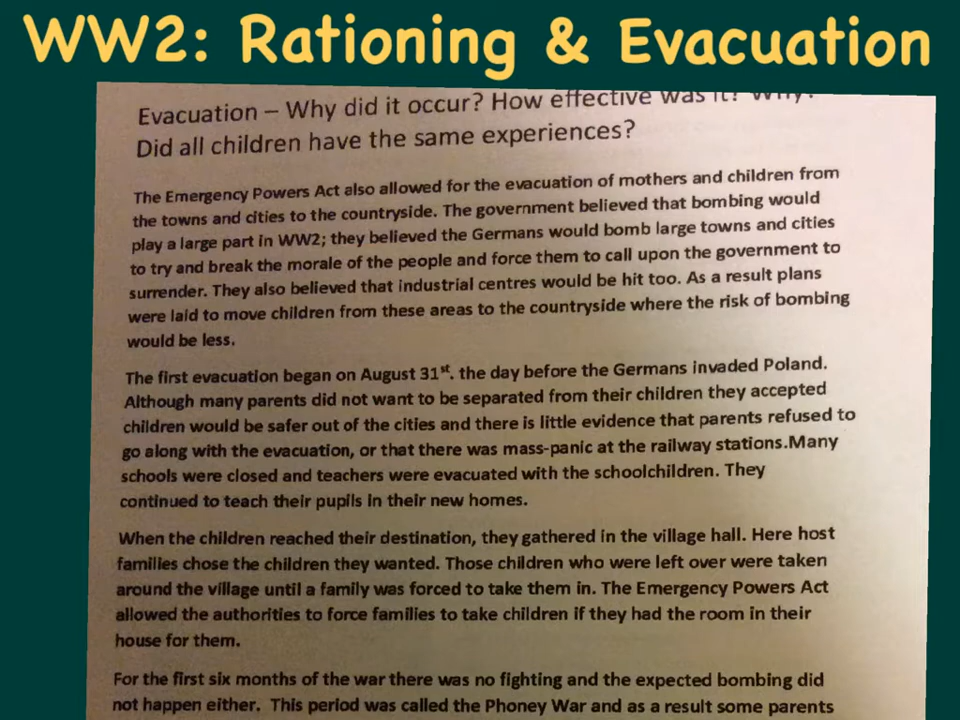 WW2: Rationing & Evacuation
Evacuation – Why did it occur? How effective was it? Why?
Did all children have the same experiences?
The Emergency Powers Act also allowed for the evacuation of mothers and children from
the towns and cities to the countryside. The government believed that bombing would
play a large part in WW2; they believed the Germans would bomb large towns and cities
to try and break the morale of the people and force them to call upon the government to
surrender. They also believed that industrial centres would be hit too. As a result plans
were laid to move children from these areas to the countryside where the risk of bombing
would be less.
The first evacuation began on August 31st. the day before the Germans invaded Poland.
Although many parents did not want to be separated from their children they accepted
children would be safer out of the cities and there is little evidence that parents refused to
go along with the evacuation, or that there was mass-panic at the railway stations.Many
schools were closed and teachers were evacuated with the schoolchildren. They
continued to teach their pupils in their new homes.
When the children reached their destination, they gathered in the village hall. Here host
families chose the children they wanted. Those children who were left over were taken
around the village until a family was forced to take them in. The Emergency Powers Act
allowed the authorities to force families to take children if they had the room in their
house for them.
For the first six months of the war there was no fighting and the expected bombing did
not happen either. This period was called the Phoney War and as a result some parents